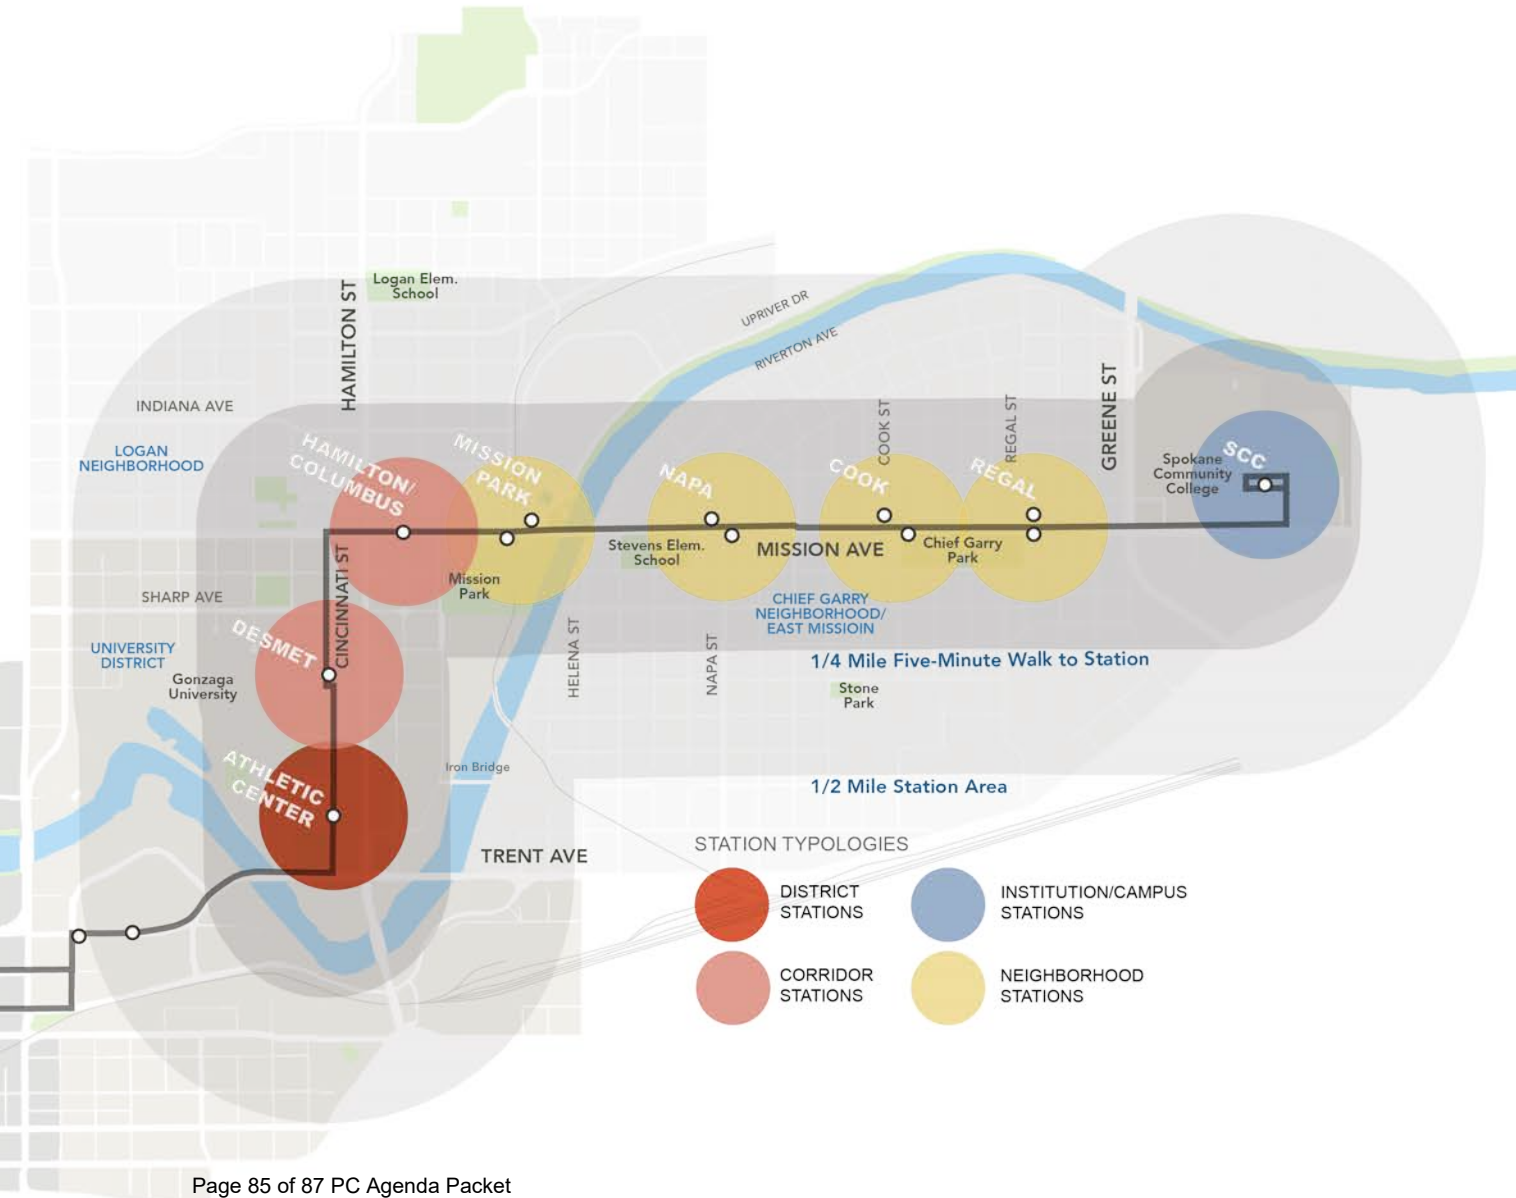 Logan Elem.
School
HAMILTON ST
UPRIVER DR
RIVERTON AVE
INDIANA AVE
LOGAN
NEIGHBORHOOD
HAMILTON/
COLUMBUS
MISSION
PARK
NAPA
COOK
COOK ST
REGAL
REGAL ST
GREENE ST
SCC
Spokane
Community
College
Stevens Elem.
School
MISSION AVE
Chief Garry
Park
CINCINNATI ST
Mission
Park
SHARP AVE
CHIEF GARRY
NEIGHBORHOOD/
EAST MISSIOIN
DESMET
UNIVERSITY
DISTRICT
Gonzaga
University
HELENA ST
NAPA ST
1/4 Mile Five-Minute Walk to Station
Stone
Park
ATHLETIC
CENTER
Iron Bridge
1/2 Mile Station Area
TRENT AVE
STATION TYPOLOGIES
DISTRICT
STATIONS
INSTITUTION/CAMPUS
STATIONS
CORRIDOR
STATIONS
NEIGHBORHOOD
STATIONS
Page 85 of 87 PC Agenda Packet